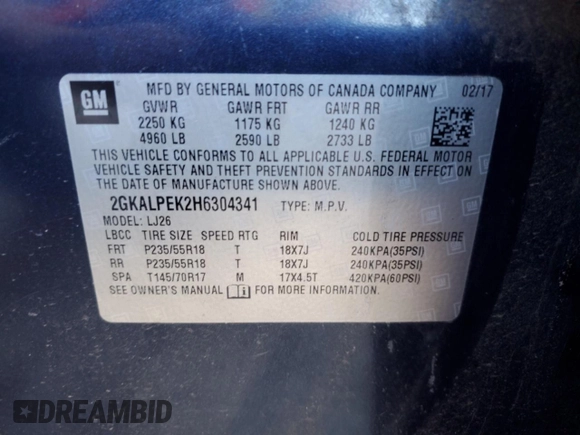 GM
MFD BY GENERAL MOTORS OF CANADA COMPANY 02/17
GVWR GAWR FRT GAWR RR
2250 KG 1175 KG 1240 KG
4960 LB 2590 LB 2733 LB
THIS VEHICLE CONFORMS TO ALL APPLICABLE U.S. FEDERAL MOTOR
VEHICLE SAFETY AND THEFT PREVENTION STANDARDS IN EFFECT ON
THE DATE OF MANUFACTURE SHOWN ABOVE.
2GKALPEK2H6304341 TYPE: M.P.V.
MODEL: LJ26
LBCC TIRE SIZE SPEED RTG RIM COLD TIRE PRESSURE
FRT P235/55R18 T 18X7J 240KPA(35PSI)
RR P235/55R18 T 18X7J 240KPA(35PSI)
SPA T145/70R17 M 17X4.5T 420KPA(60PSI)
SEE OWNER'S MANUAL FOR MORE INFORMATION.
DREAMBID